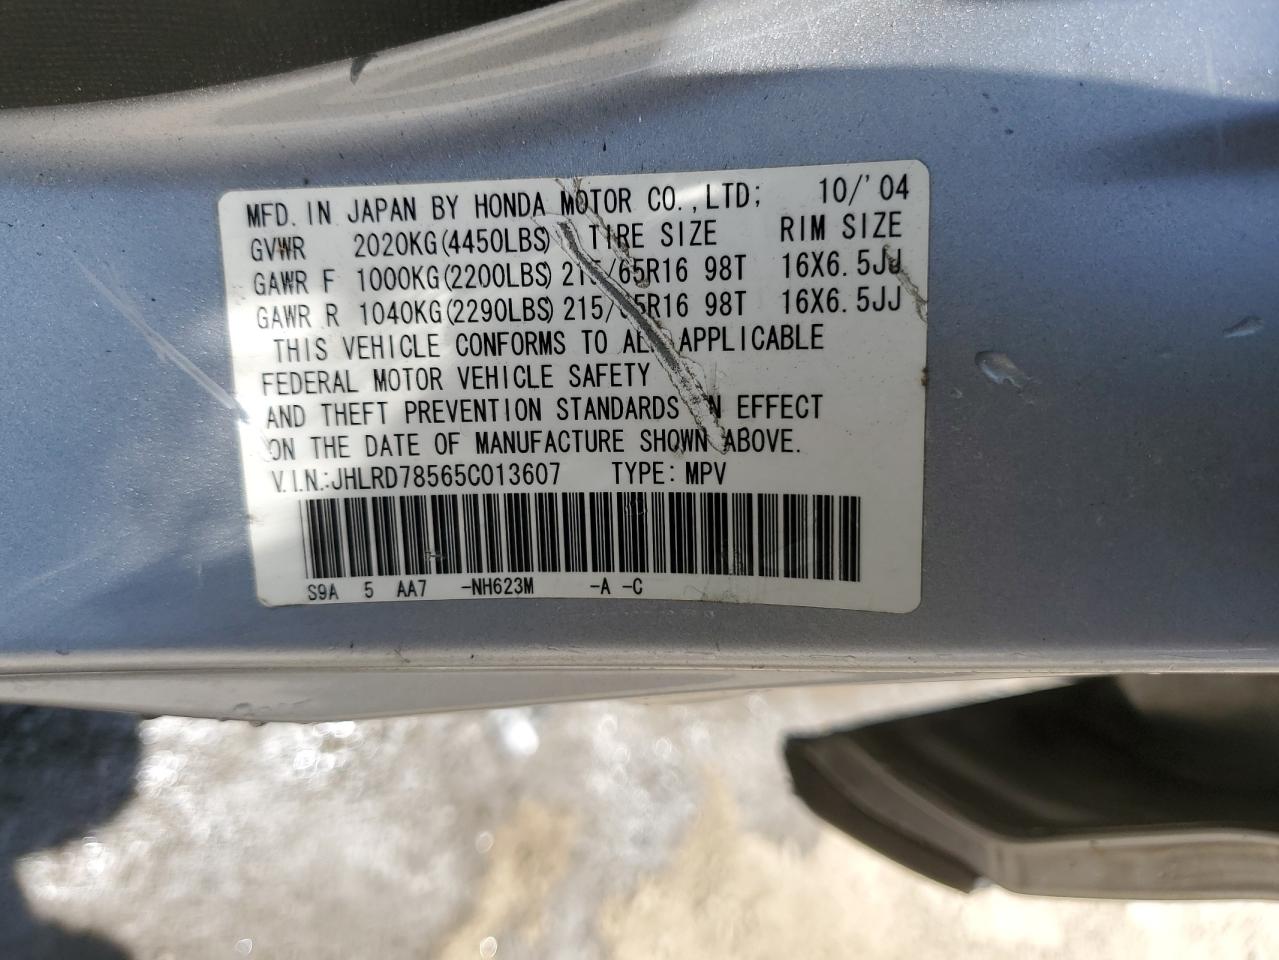 MFD. IN JAPAN BY HONDA MOTOR CO., LTD; 10/'04
GVWR 2020KG(4450LBS) TIRE SIZE RIM SIZE
GAWR F 1000KG(2200LBS) 215/65R16 98T 16X6.5JJ
GAWR R 1040KG(2290LBS) 215/65R16 98T 16X6.5JJ
THIS VEHICLE CONFORMS TO ALL APPLICABLE
FEDERAL MOTOR VEHICLE SAFETY
AND THEFT PREVENTION STANDARDS IN EFFECT
ON THE DATE OF MANUFACTURE SHOWN ABOVE.
V.I.N.:JHLRD78565C013607 TYPE: MPV
S9A 5 AA7 -NH623M -A -C